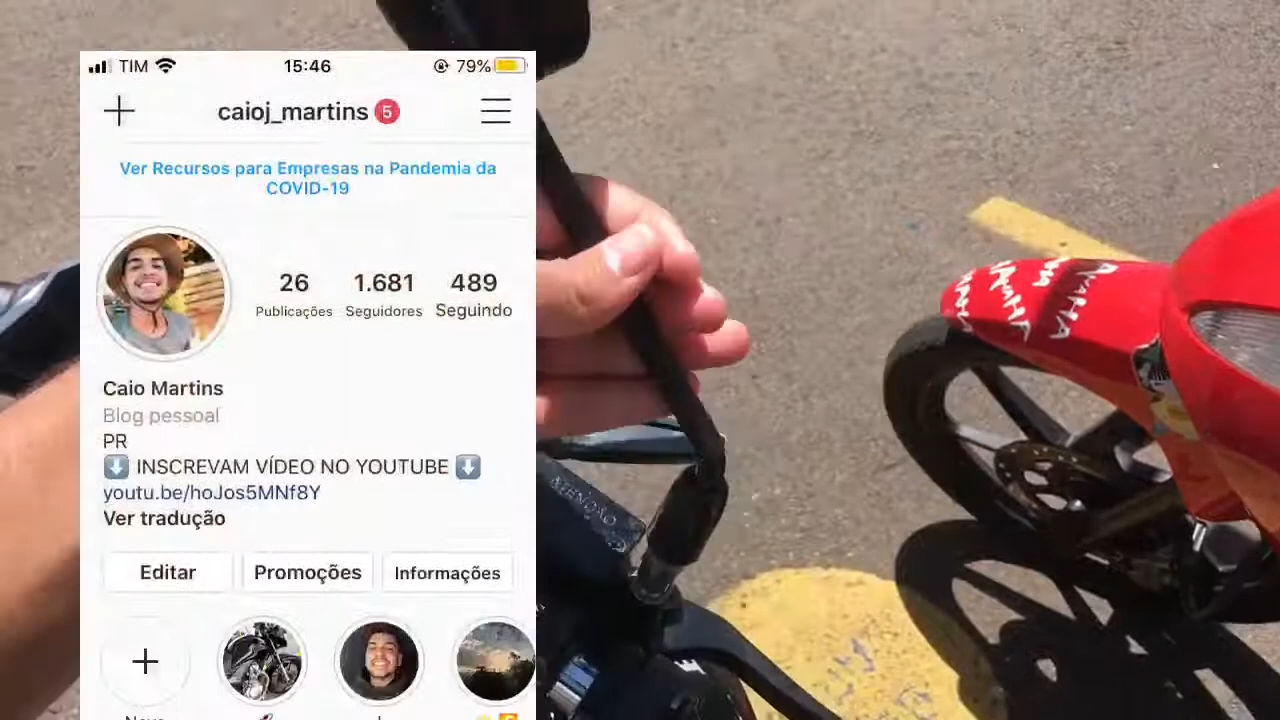 TIM 15:46 79%
caioj_martins 5
Ver Recursos para Empresas na Pandemia da
COVID-19
26 1.681 489
Publicações Seguidores Seguindo
Caio Martins
Blog pessoal
PR
⬇️ INSCREVAM VÍDEO NO YOUTUBE ⬇️
youtu.be/hoJos5MNf8Y
Ver tradução
Editar Promoções Informações
ATENÇÃO
YAMAHA